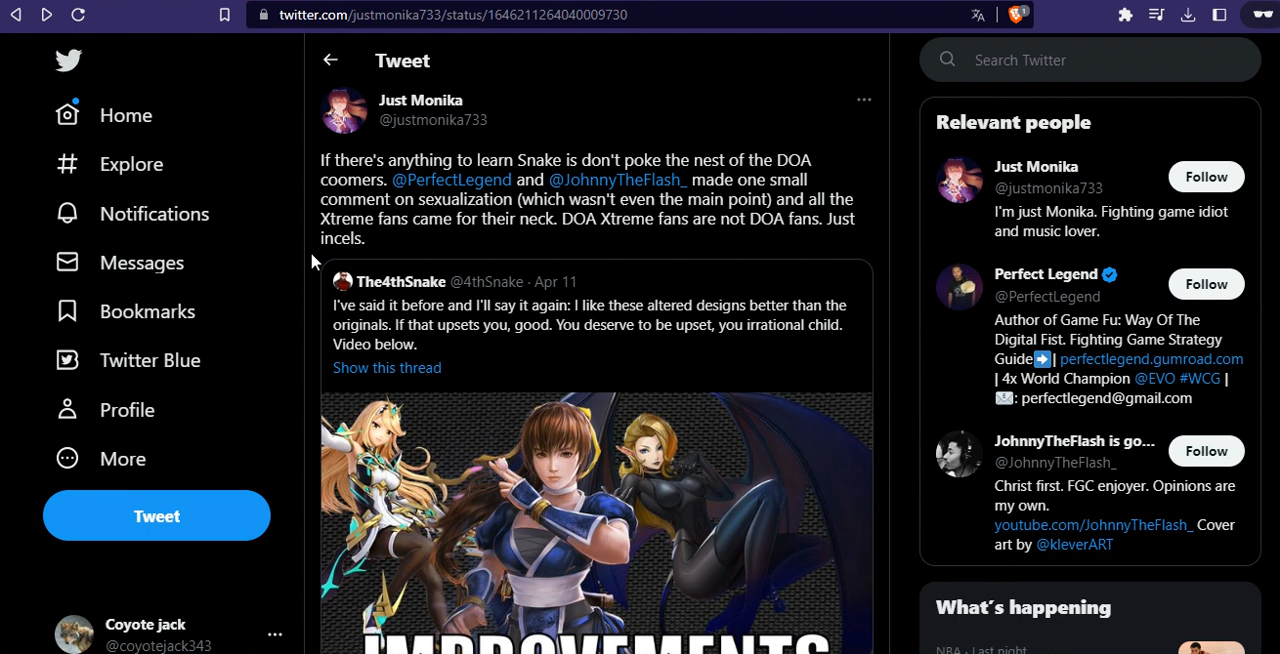 twitter.com/justmonika733/status/1646211264040009730
1
Home
Explore
Notifications
Messages
Bookmarks
Twitter Blue
Profile
More
Tweet
Coyote jack
@coyotejack343
Tweet
Just Monika
@justmonika733
If there's anything to learn Snake is don't poke the nest of the DOA
coomers. @PerfectLegend and @JohnnyTheFlash_ made one small
comment on sexualization (which wasn't even the main point) and all the
Xtreme fans came for their neck. DOA Xtreme fans are not DOA fans. Just
incels.
The4thSnake @4thSnake · Apr 11
I've said it before and I'll say it again: I like these altered designs better than the
originals. If that upsets you, good. You deserve to be upset, you irrational child.
Video below.
Show this thread
IMPROVEMENTS
Search Twitter
Relevant people
Just Monika
@justmonika733
Follow
I'm just Monika. Fighting game idiot
and music lover.
Perfect Legend
@PerfectLegend
Follow
Author of Game Fu: Way Of The
Digital Fist. Fighting Game Strategy
Guide➡️| perfectlegend.gumroad.com
| 4x World Champion @EVO #WCG |
✉️: perfectlegend@gmail.com
JohnnyTheFlash is go...
@JohnnyTheFlash_
Follow
Christ first. FGC enjoyer. Opinions are
my own.
youtube.com/JohnnyTheFlash_ Cover
art by @kleverART
What's happening
NBA · Last night